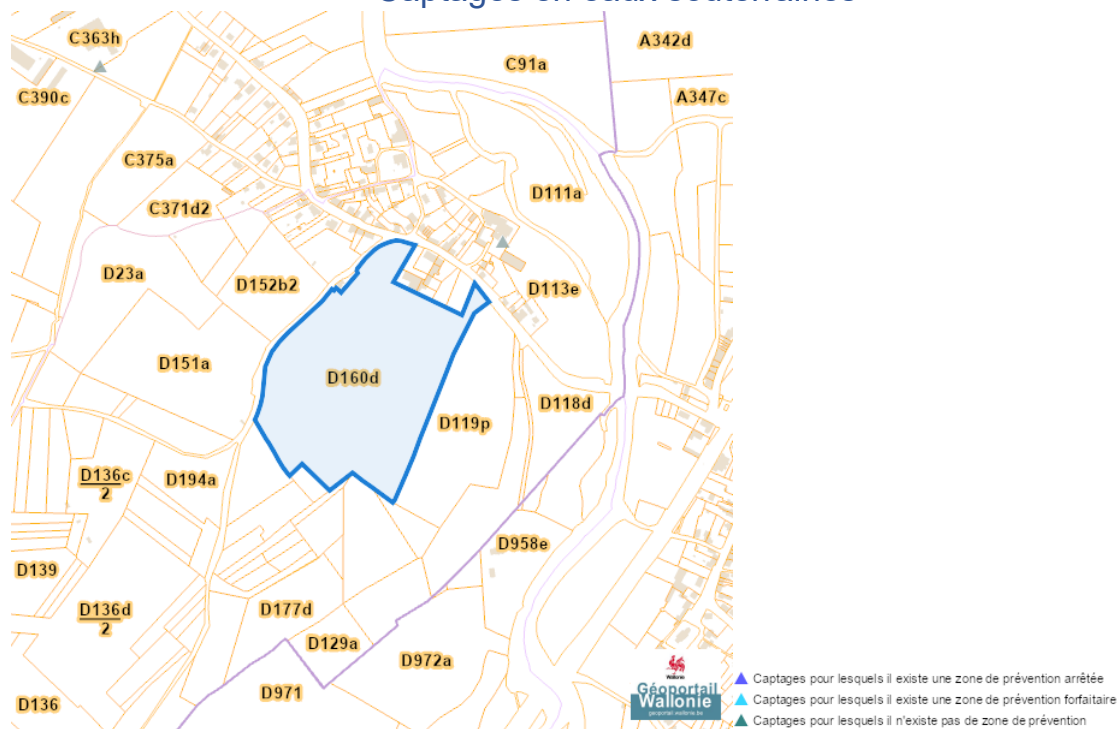 Captages en eaux souterraines
C363h
A342d
C91a
C390c
A347c
C375a
D111a
C371d2
D23a
D152b2
D113e
D151a
D160d
D118d
D119p
D136c
2
D194a
D958e
D139
D136d
2
D177d
D129a
D972a
D971
D136
Wallonie
Géoportail
Wallonie
geoportail.wallonie.be
Captages pour lesquels il existe une zone de prévention arrêtée
Captages pour lesquels il existe une zone de prévention forfaitaire
Captages pour lesquels il n'existe pas de zone de prévention